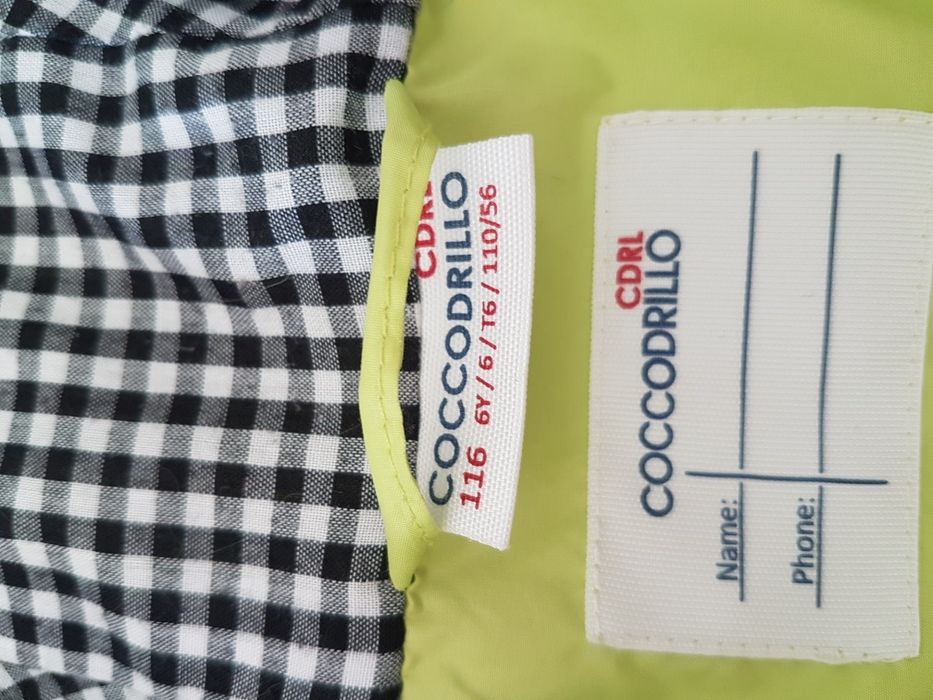 CDRL
COCCODRILLO
116 6Y / 6 / T6 / 110/56
CDRL
COCCODRILLO
Name:
Phone: